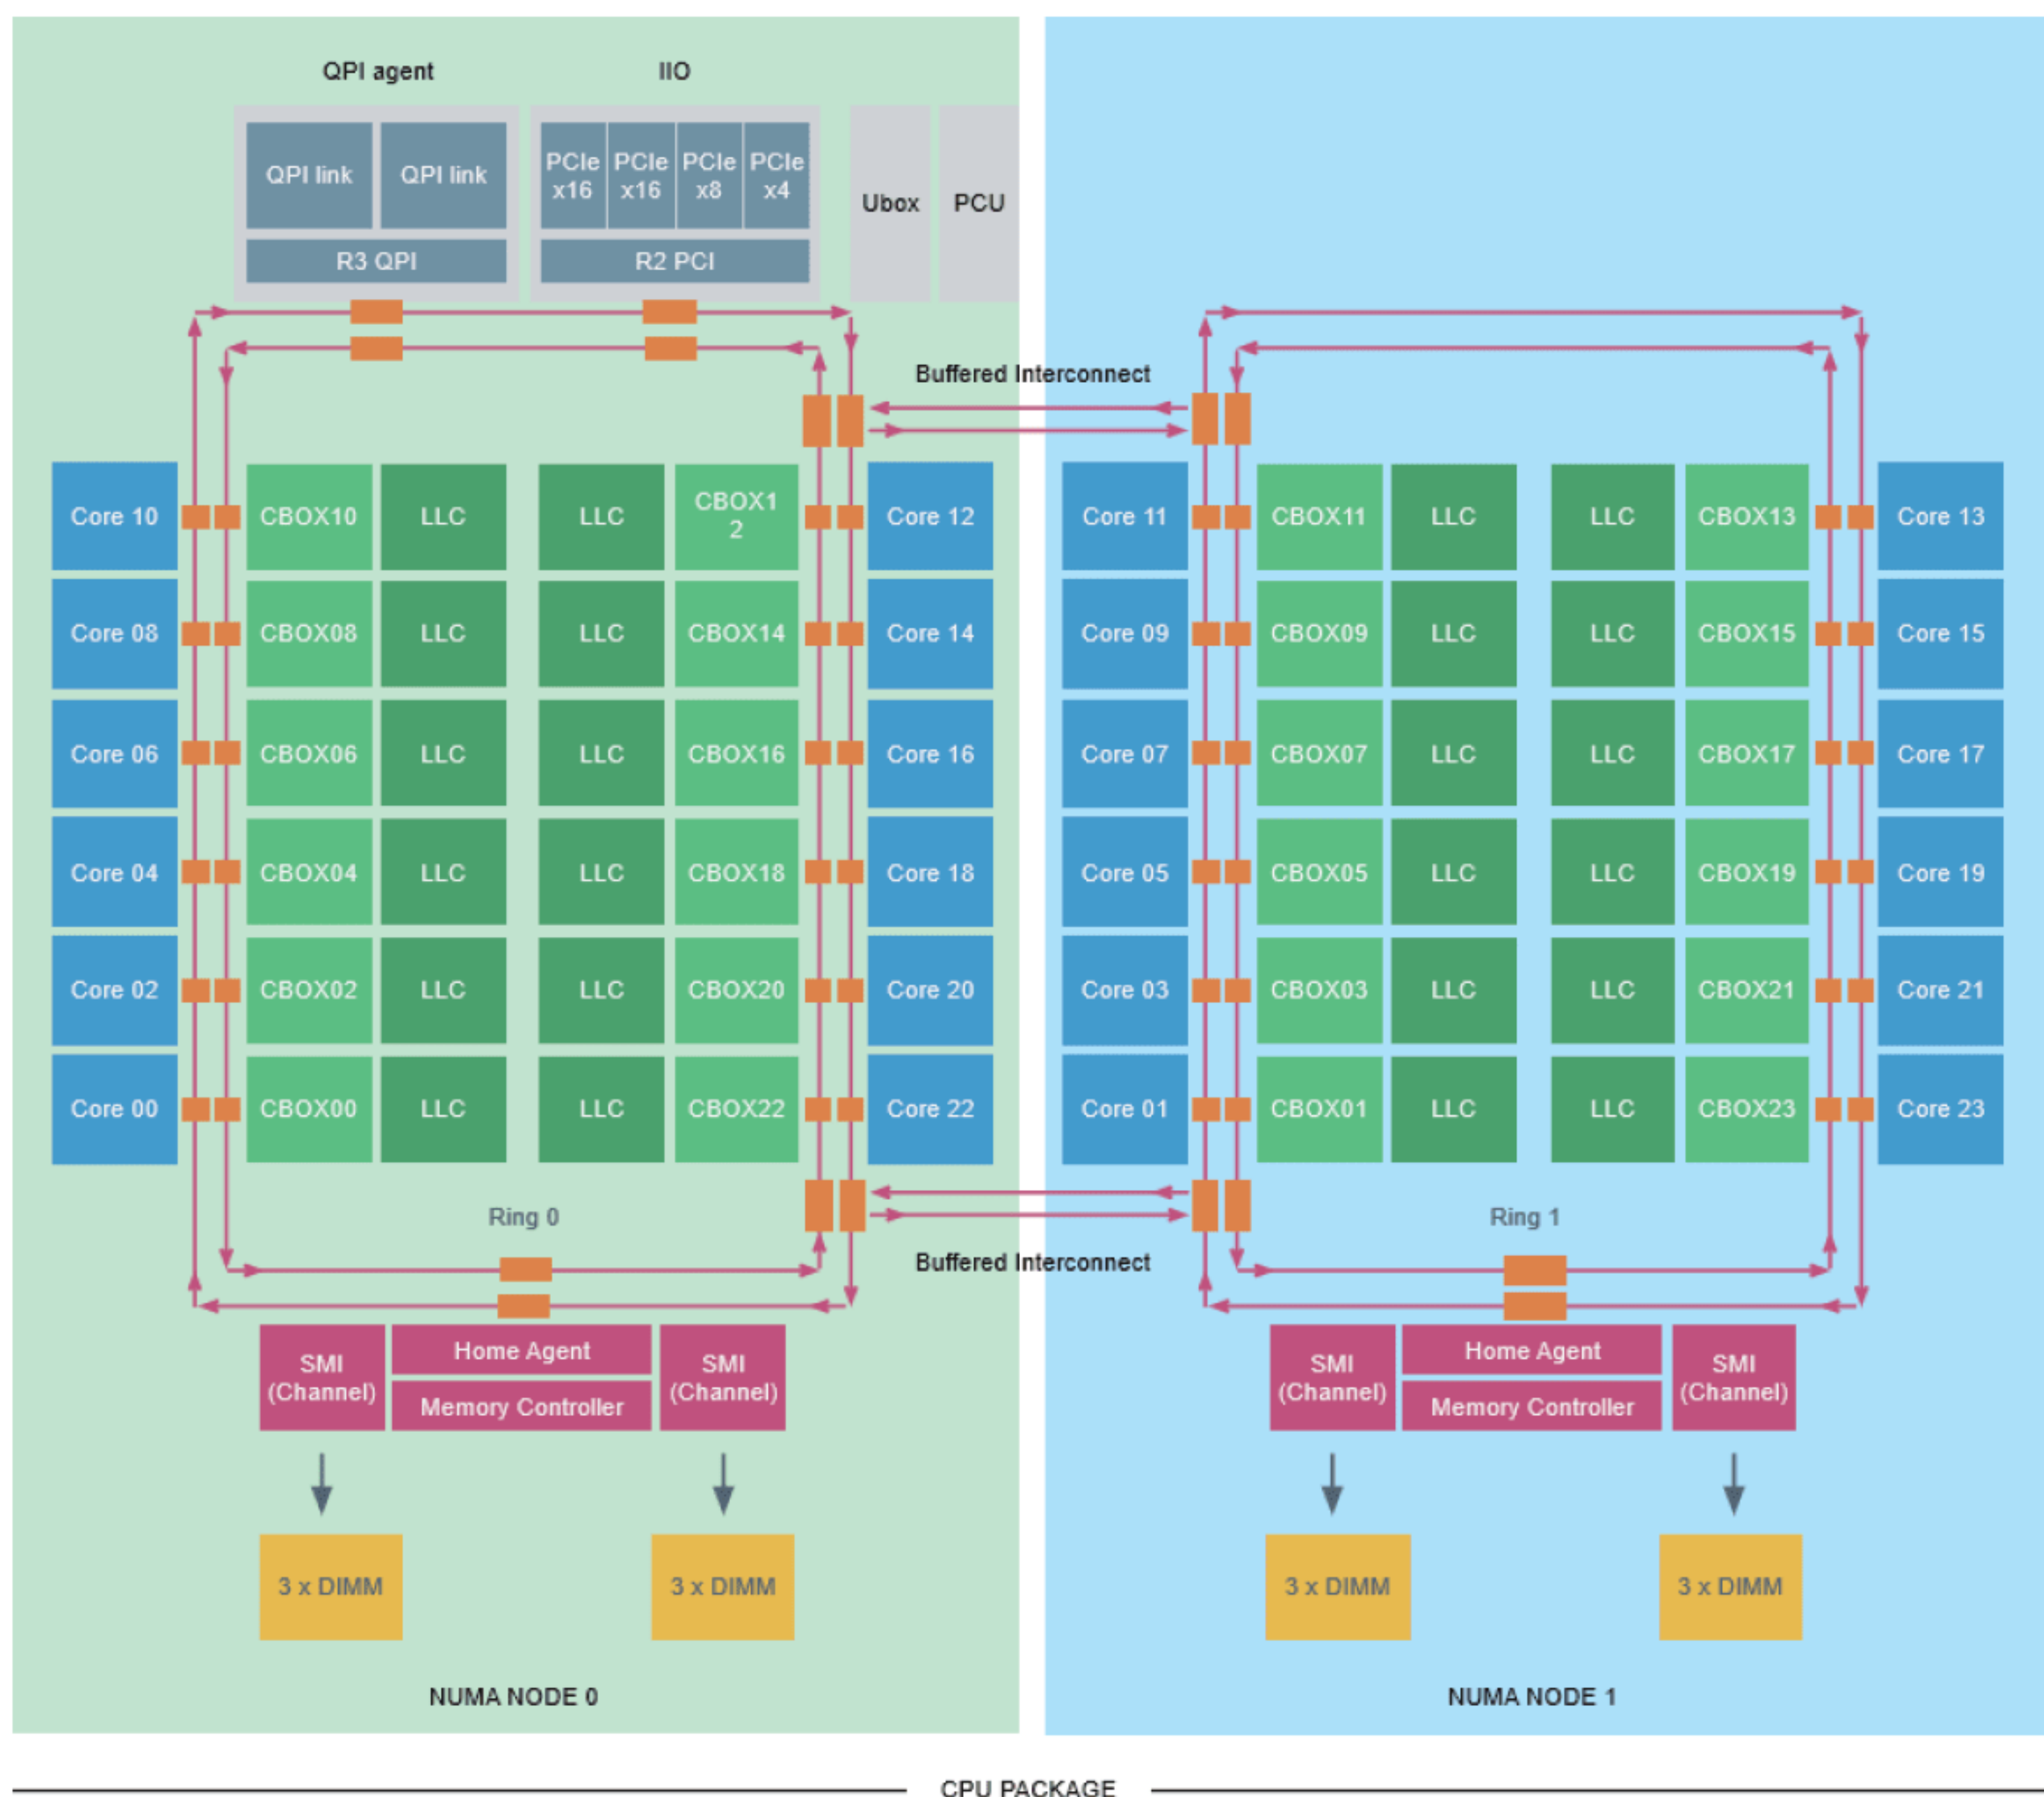 QPI agent
IIO
QPI link
QPI link
PCIe
x16
PCIe
x16
PCIe
x8
PCIe
x4
Ubox
PCU
R3 QPI
R2 PCI
Buffered Interconnect
Core 10
CBOX10
LLC
LLC
CBOX1
2
Core 12
Core 11
CBOX11
LLC
LLC
CBOX13
Core 13
Core 08
CBOX08
LLC
LLC
CBOX14
Core 14
Core 09
CBOX09
LLC
LLC
CBOX15
Core 15
Core 06
CBOX06
LLC
LLC
CBOX16
Core 16
Core 07
CBOX07
LLC
LLC
CBOX17
Core 17
Core 04
CBOX04
LLC
LLC
CBOX18
Core 18
Core 05
CBOX05
LLC
LLC
CBOX19
Core 19
Core 02
CBOX02
LLC
LLC
CBOX20
Core 20
Core 03
CBOX03
LLC
LLC
CBOX21
Core 21
Core 00
CBOX00
LLC
LLC
CBOX22
Core 22
Core 01
CBOX01
LLC
LLC
CBOX23
Core 23
Ring 0
Ring 1
Buffered Interconnect
SMI
(Channel)
Home Agent
Memory Controller
SMI
(Channel)
SMI
(Channel)
Home Agent
Memory Controller
SMI
(Channel)
3 x DIMM
3 x DIMM
3 x DIMM
3 x DIMM
NUMA NODE 0
NUMA NODE 1
CPU PACKAGE